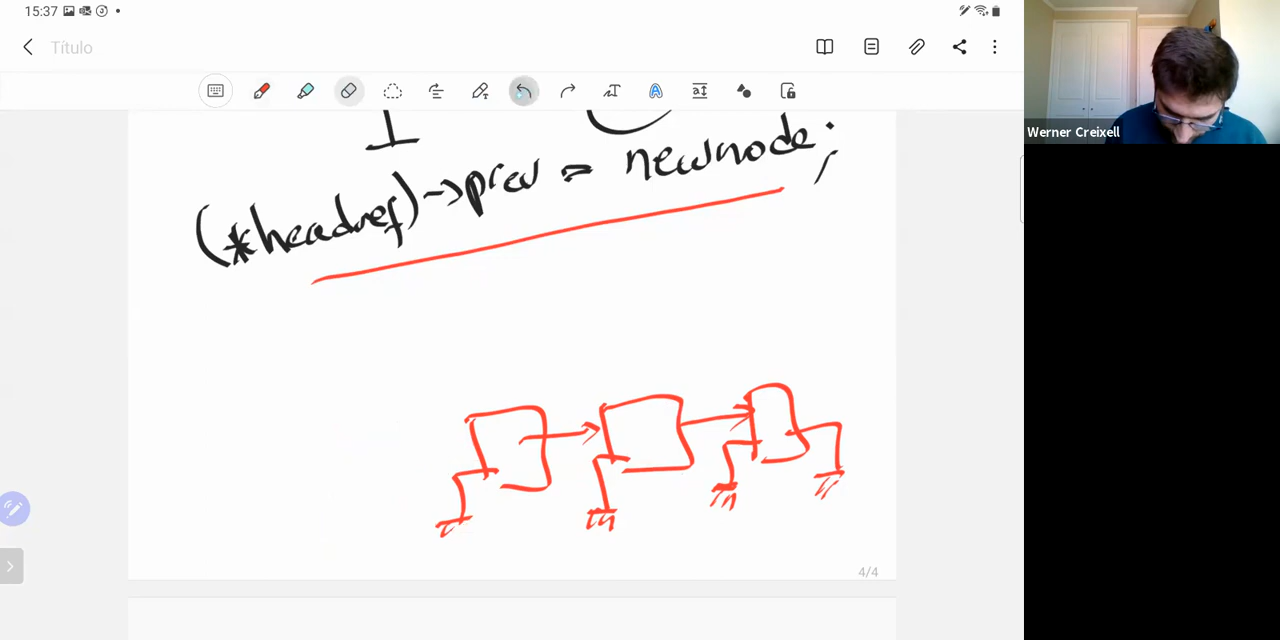 15:37
Título
(*headref)->prev = newnode;
4/4
Werner Creixell